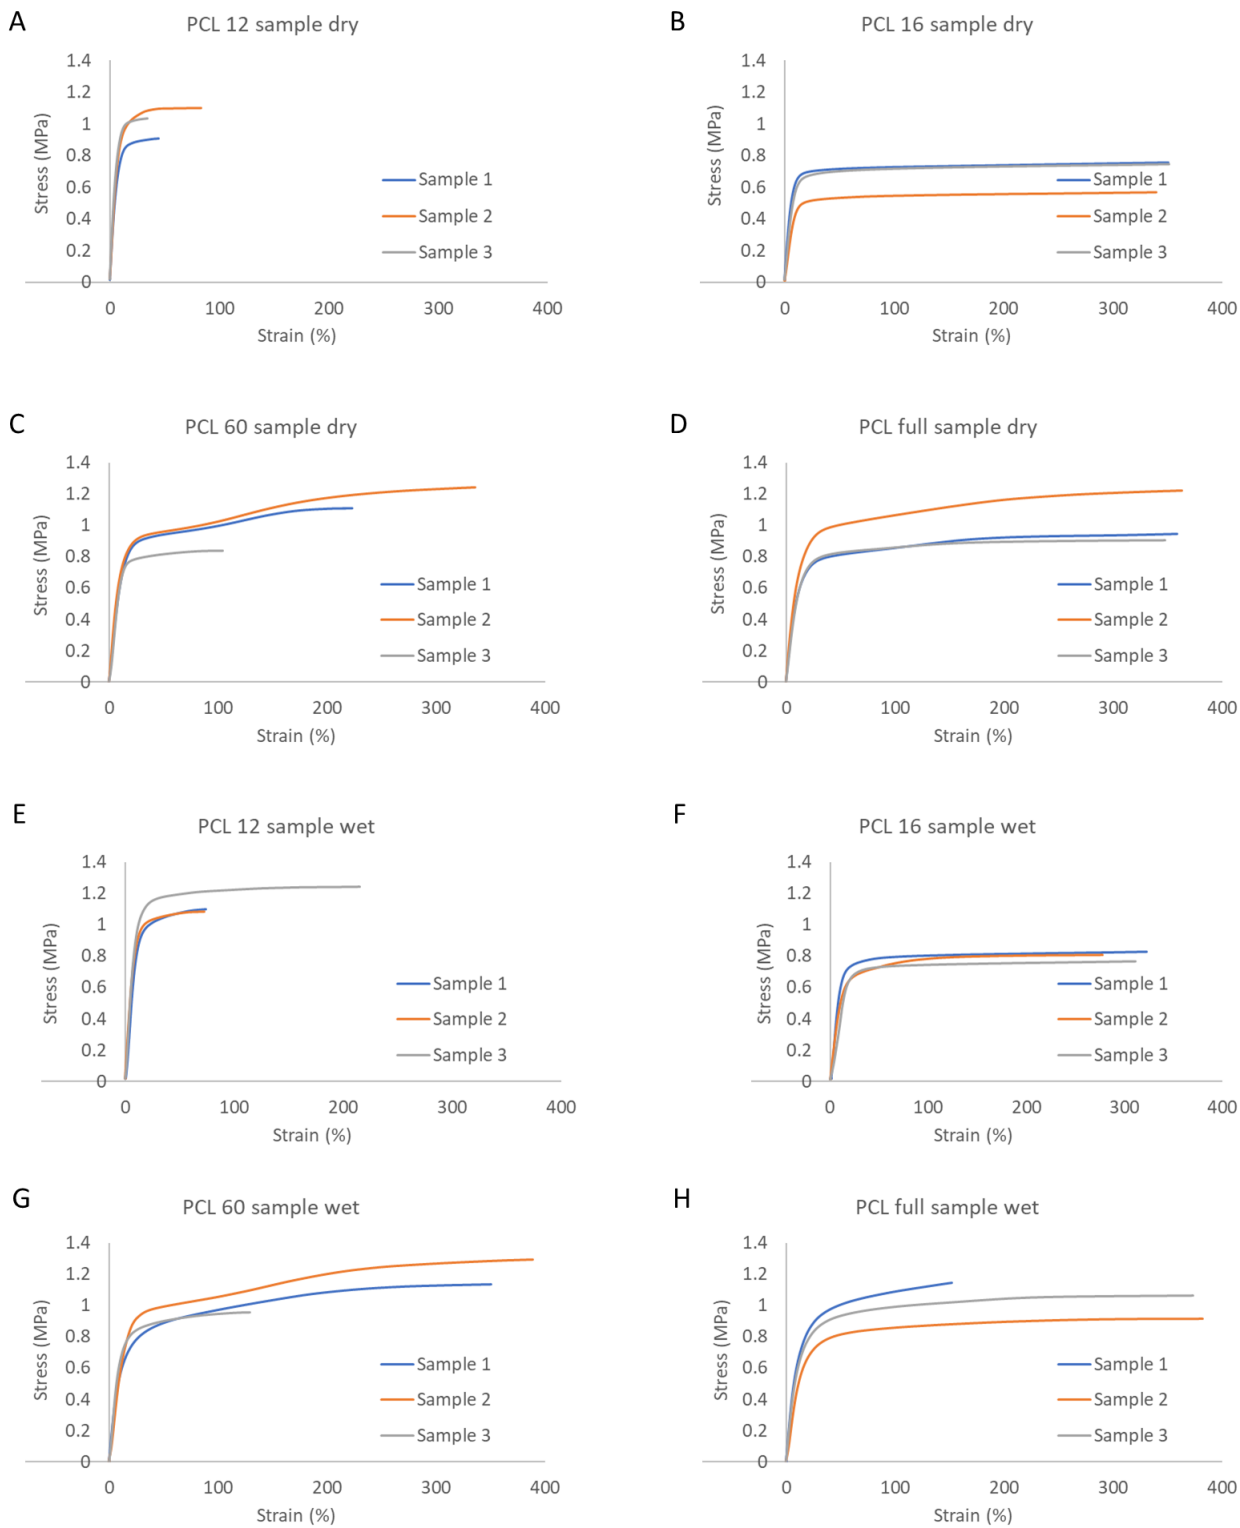 A
PCL 12 sample dry
1.4
1.2
1
0.8
0.6
0.4
0.2
0
Stress (MPa)
0 100 200 300 400
Strain (%)
Sample 1
Sample 2
Sample 3
B
PCL 16 sample dry
1.4
1.2
1
0.8
0.6
0.4
0.2
0
Stress (MPa)
0 100 200 300 400
Strain (%)
Sample 1
Sample 2
Sample 3
C
PCL 60 sample dry
1.4
1.2
1
0.8
0.6
0.4
0.2
0
Stress (MPa)
0 100 200 300 400
Strain (%)
Sample 1
Sample 2
Sample 3
D
PCL full sample dry
1.4
1.2
1
0.8
0.6
0.4
0.2
0
Stress (MPa)
0 100 200 300 400
Strain (%)
Sample 1
Sample 2
Sample 3
E
PCL 12 sample wet
1.4
1.2
1
0.8
0.6
0.4
0.2
0
Stress (MPa)
0 100 200 300 400
Strain (%)
Sample 1
Sample 2
Sample 3
F
PCL 16 sample wet
1.4
1.2
1
0.8
0.6
0.4
0.2
0
Stress (MPa)
0 100 200 300 400
Strain (%)
Sample 1
Sample 2
Sample 3
G
PCL 60 sample wet
1.4
1.2
1
0.8
0.6
0.4
0.2
0
Stress (MPa)
0 100 200 300 400
Strain (%)
Sample 1
Sample 2
Sample 3
H
PCL full sample wet
1.4
1.2
1
0.8
0.6
0.4
0.2
0
Stress (MPa)
0 100 200 300 400
Strain (%)
Sample 1
Sample 2
Sample 3